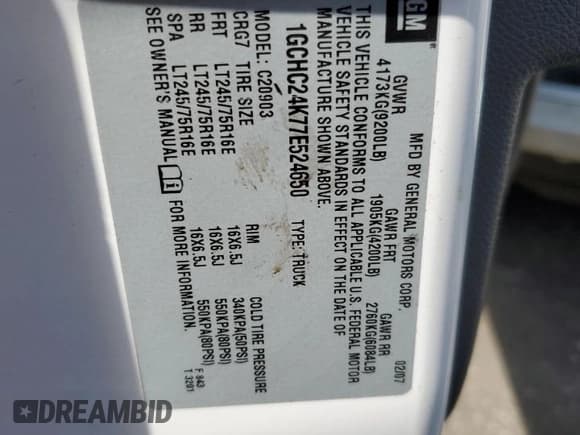 GM
®
MFD BY GENERAL MOTORS CORP. 02/07
GVWR GAWR FRT GAWR RR
4173KG(9200LB) 1905KG(4200LB) 2760KG(6084LB)
THIS VEHICLE CONFORMS TO ALL APPLICABLE U.S. FEDERAL MOTOR
VEHICLE SAFETY STANDARDS IN EFFECT ON THE DATE OF
MANUFACTURE SHOWN ABOVE.
1GCHC24K77E524650 TYPE:TRUCK
MODEL: C20903
CRG7 TIRE SIZE RIM COLD TIRE PRESSURE
FRT LT245/75R16E 16X6.5J 340KPA(50PSI)
RR LT245/75R16E 16X6.5J 550KPA(80PSI)
SPA LT245/75R16E 16X6.5J 550KPA(80PSI)
SEE OWNER'S MANUAL i FOR MORE INFORMATION. F 843
T 3291
DREAMBID